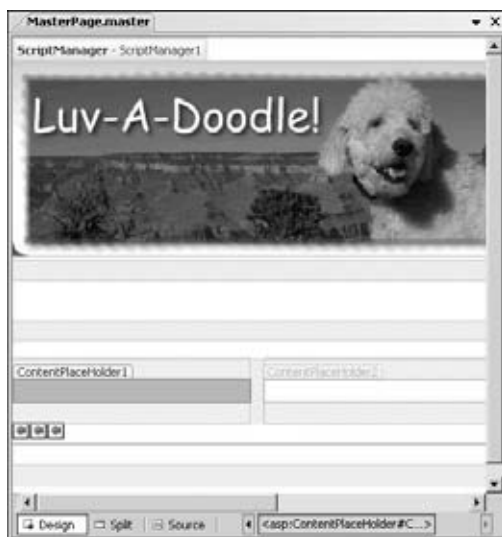 MasterPage.master
ScriptManager - ScriptManager1
Luv-A-Doodle!
ContentPlaceHolder1 ContentPlaceHolder2
Design Split Source <asp:ContentPlaceHolder#C...>